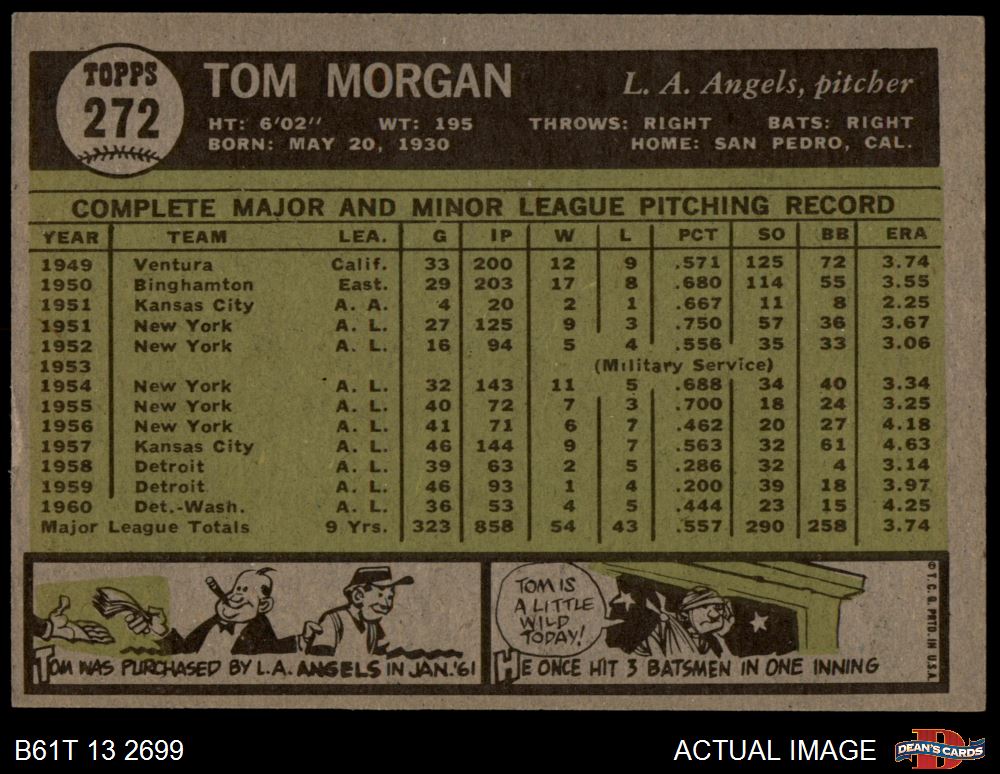 TOPPS
272
TOM MORGAN
L. A. Angels, pitcher
HT: 6'02" WT: 195 THROWS: RIGHT BATS: RIGHT
BORN: MAY 20, 1930 HOME: SAN PEDRO, CAL.
COMPLETE MAJOR AND MINOR LEAGUE PITCHING RECORD
YEAR TEAM LEA. G IP W L PCT SO BB ERA
1949 Ventura Calif. 33 200 12 9 .571 125 72 3.74
1950 Binghamton East. 29 203 17 8 .680 114 55 3.55
1951 Kansas City A. A. 4 20 2 1 .667 11 8 2.25
1951 New York A. L. 27 125 9 3 .750 57 36 3.67
1952 New York A. L. 16 94 5 4 .556 35 33 3.06
1953 (Military Service)
1954 New York A. L. 32 143 11 5 .688 34 40 3.34
1955 New York A. L. 40 72 7 3 .700 18 24 3.25
1956 New York A. L. 41 71 6 7 .462 20 27 4.18
1957 Kansas City A. L. 46 144 9 7 .563 32 61 4.63
1958 Detroit A. L. 39 63 2 5 .286 32 4 3.14
1959 Detroit A. L. 46 93 1 4 .200 39 18 3.97
1960 Det.-Wash. A. L. 36 53 4 5 .444 23 15 4.25
Major League Totals 9 Yrs. 323 858 54 43 .557 290 258 3.74
TOM WAS PURCHASED BY L.A. ANGELS IN JAN. '61
TOM IS
A LITTLE
WILD
TODAY!
HE ONCE HIT 3 BATSMEN IN ONE INNING
© T. C. G. PRTD. IN U.S.A.
B61T 13 2699
ACTUAL IMAGE
DEAN'S CARDS